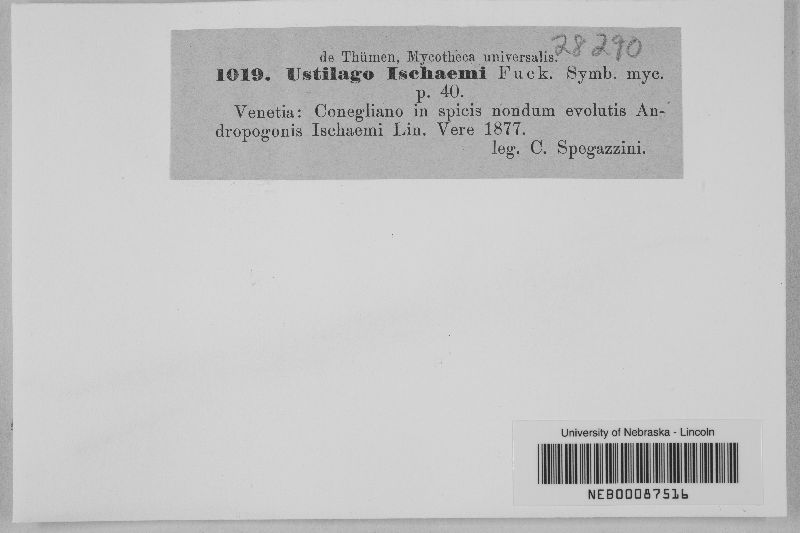 28290
de Thümen, Mycotheca universalis.
1019. Ustilago Ischaemi Fuck. Symb. myc.
p. 40.
Venetia: Conegliano in spicis nondum evolutis An-
dropogonis Ischaemi Lin. Vere 1877.
leg. C. Spegazzini.
University of Nebraska - Lincoln
NEB00087516